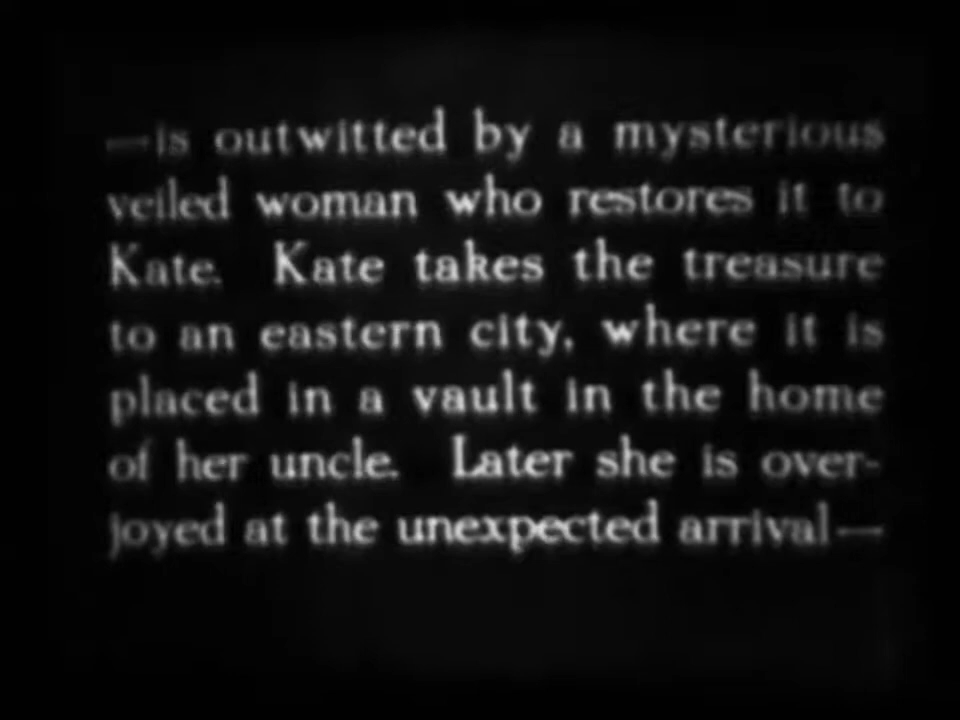 —is outwitted by a mysterious
veiled woman who restores it to
Kate. Kate takes the treasure
to an eastern city, where it is
placed in a vault in the home
of her uncle. Later she is over-
joyed at the unexpected arrival—